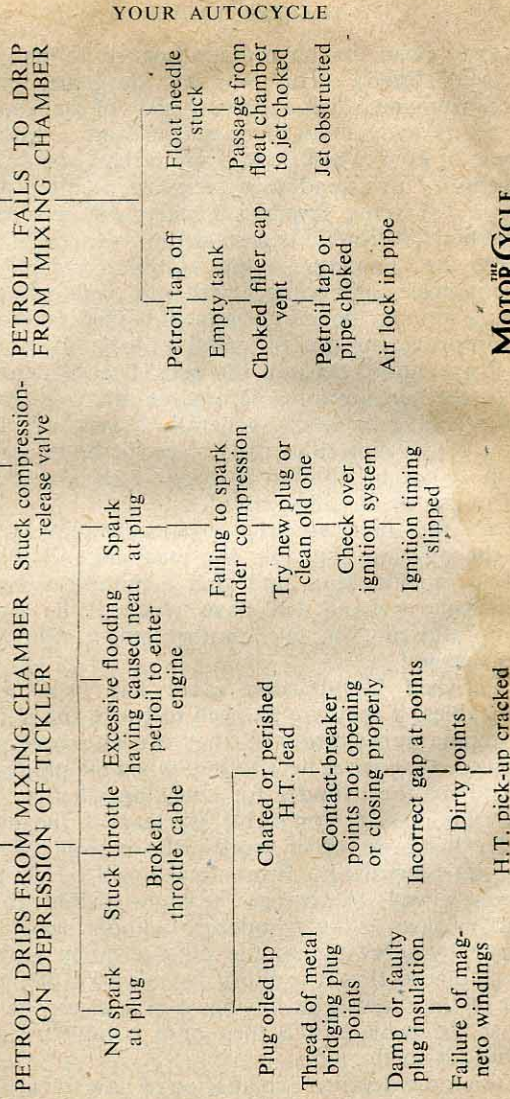 YOUR AUTOCYCLE
PETROIL DRIPS FROM MIXING CHAMBER
ON DEPRESSION OF TICKLER
Stuck compression-
release valve
PETROIL FAILS TO DRIP
FROM MIXING CHAMBER
No spark
at plug
Stuck throttle
Broken
throttle cable
Excessive flooding
having caused neat
petroil to enter
engine
Spark
at plug
Plug oiled up
Thread of metal
bridging plug
points
Damp or faulty
plug insulation
Failure of mag-
neto windings
Chafed or perished
H.T. lead
Contact-breaker
points not opening
or closing properly
Incorrect gap at points
Dirty points
H.T. pick-up cracked
Failing to spark
under compression
Try new plug or
clean old one
Check over
ignition system
Ignition timing
slipped
Petroil tap off
Empty tank
Choked filler cap
vent
Petroil tap or
pipe choked
Air lock in pipe
Float needle
stuck
Passage from
float chamber
to jet choked
Jet obstructed
THE
MOTOR CYCLE